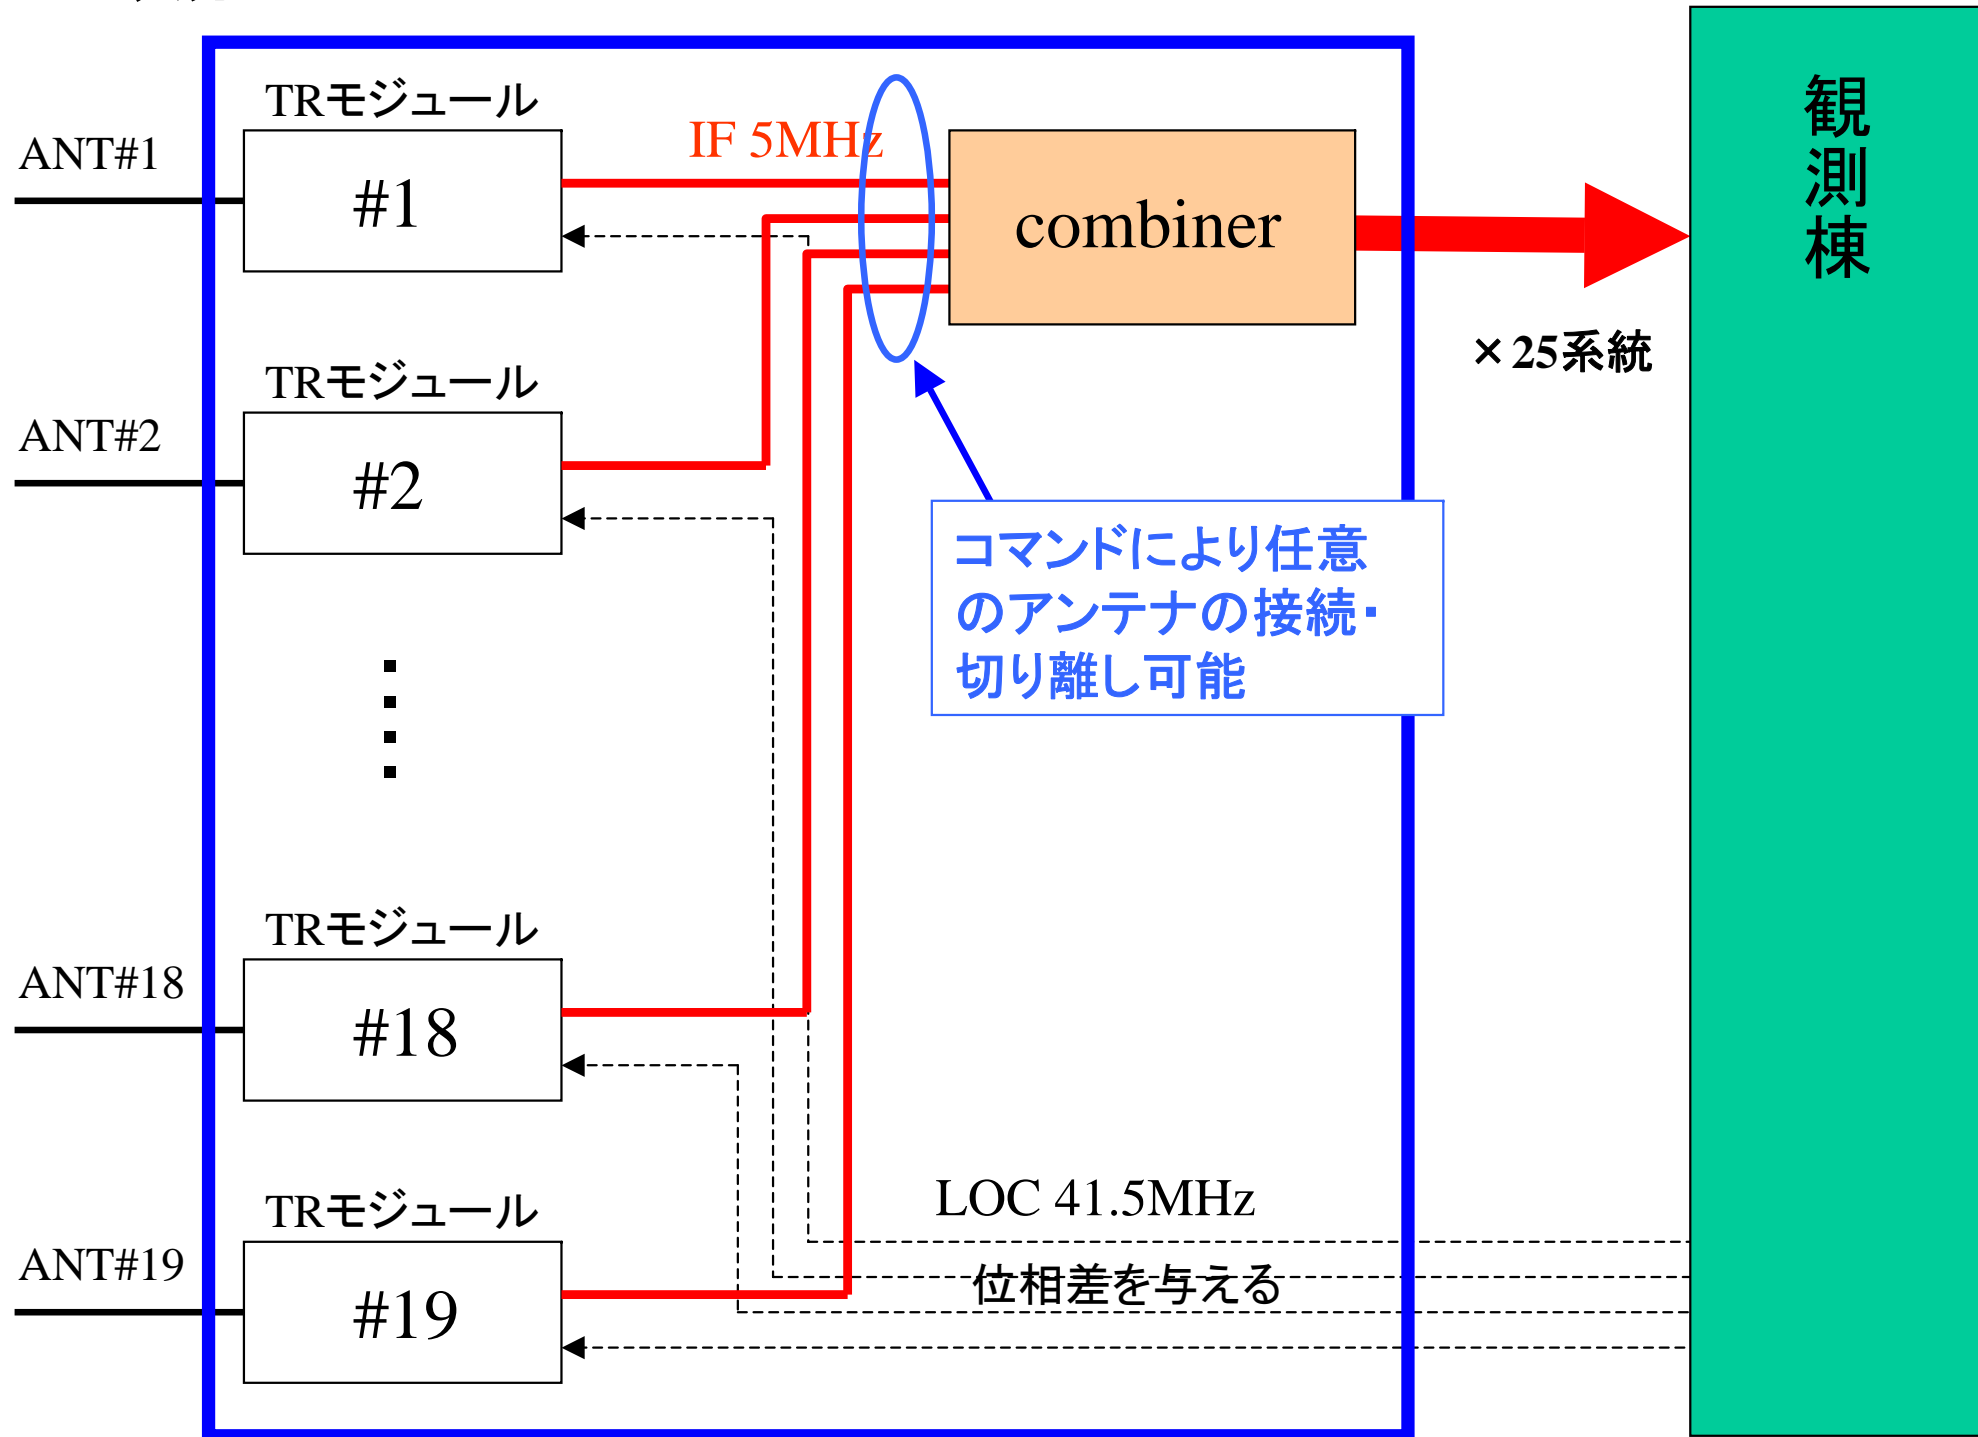 TRモジュール
ANT#1
#1
IF 5MHz
combiner
観測棟
×25系統
TRモジュール
ANT#2
#2
コマンドにより任意
のアンテナの接続・
切り離し可能
TRモジュール
ANT#18
#18
TRモジュール
ANT#19
#19
LOC 41.5MHz
位相差を与える